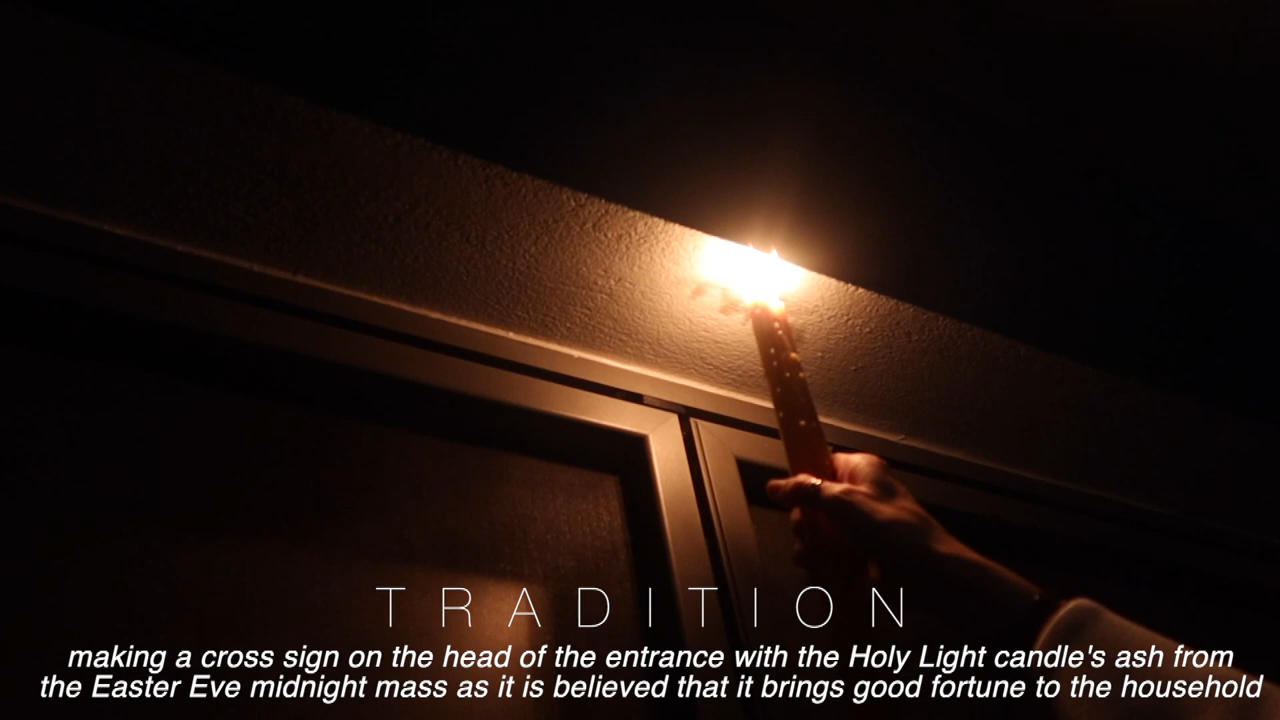 TRADITION
making a cross sign on the head of the entrance with the Holy Light candle's ash from
the Easter Eve midnight mass as it is believed that it brings good fortune to the household